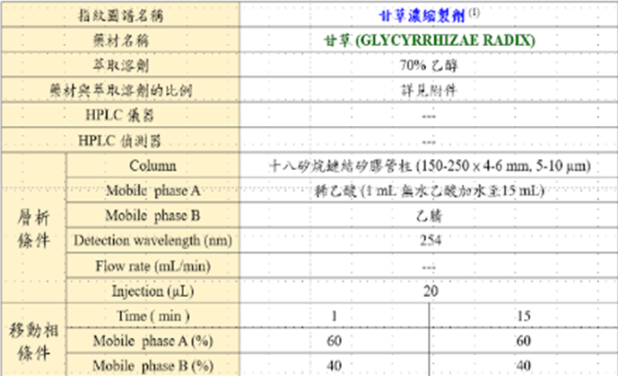 指紋圖譜名稱 甘草濃縮製劑 (1)
藥材名稱 甘草 (GLYCYRRHIZAE RADIX)
萃取溶劑 70% 乙醇
藥材與萃取溶劑的比例 詳見附件
HPLC 儀器 ---
HPLC 偵測器 ---
層析條件
Column 十八矽烷鏈結矽膠管柱 (150-250 x 4-6 mm, 5-10 µm)
Mobile phase A 稀乙酸 (1 mL 無水乙酸加水至15 mL)
Mobile phase B 乙腈
Detection wavelength (nm) 254
Flow rate (mL/min) ---
Injection (µL) 20
移動相條件
Time ( min ) 1 15
Mobile phase A (%) 60 60
Mobile phase B (%) 40 40